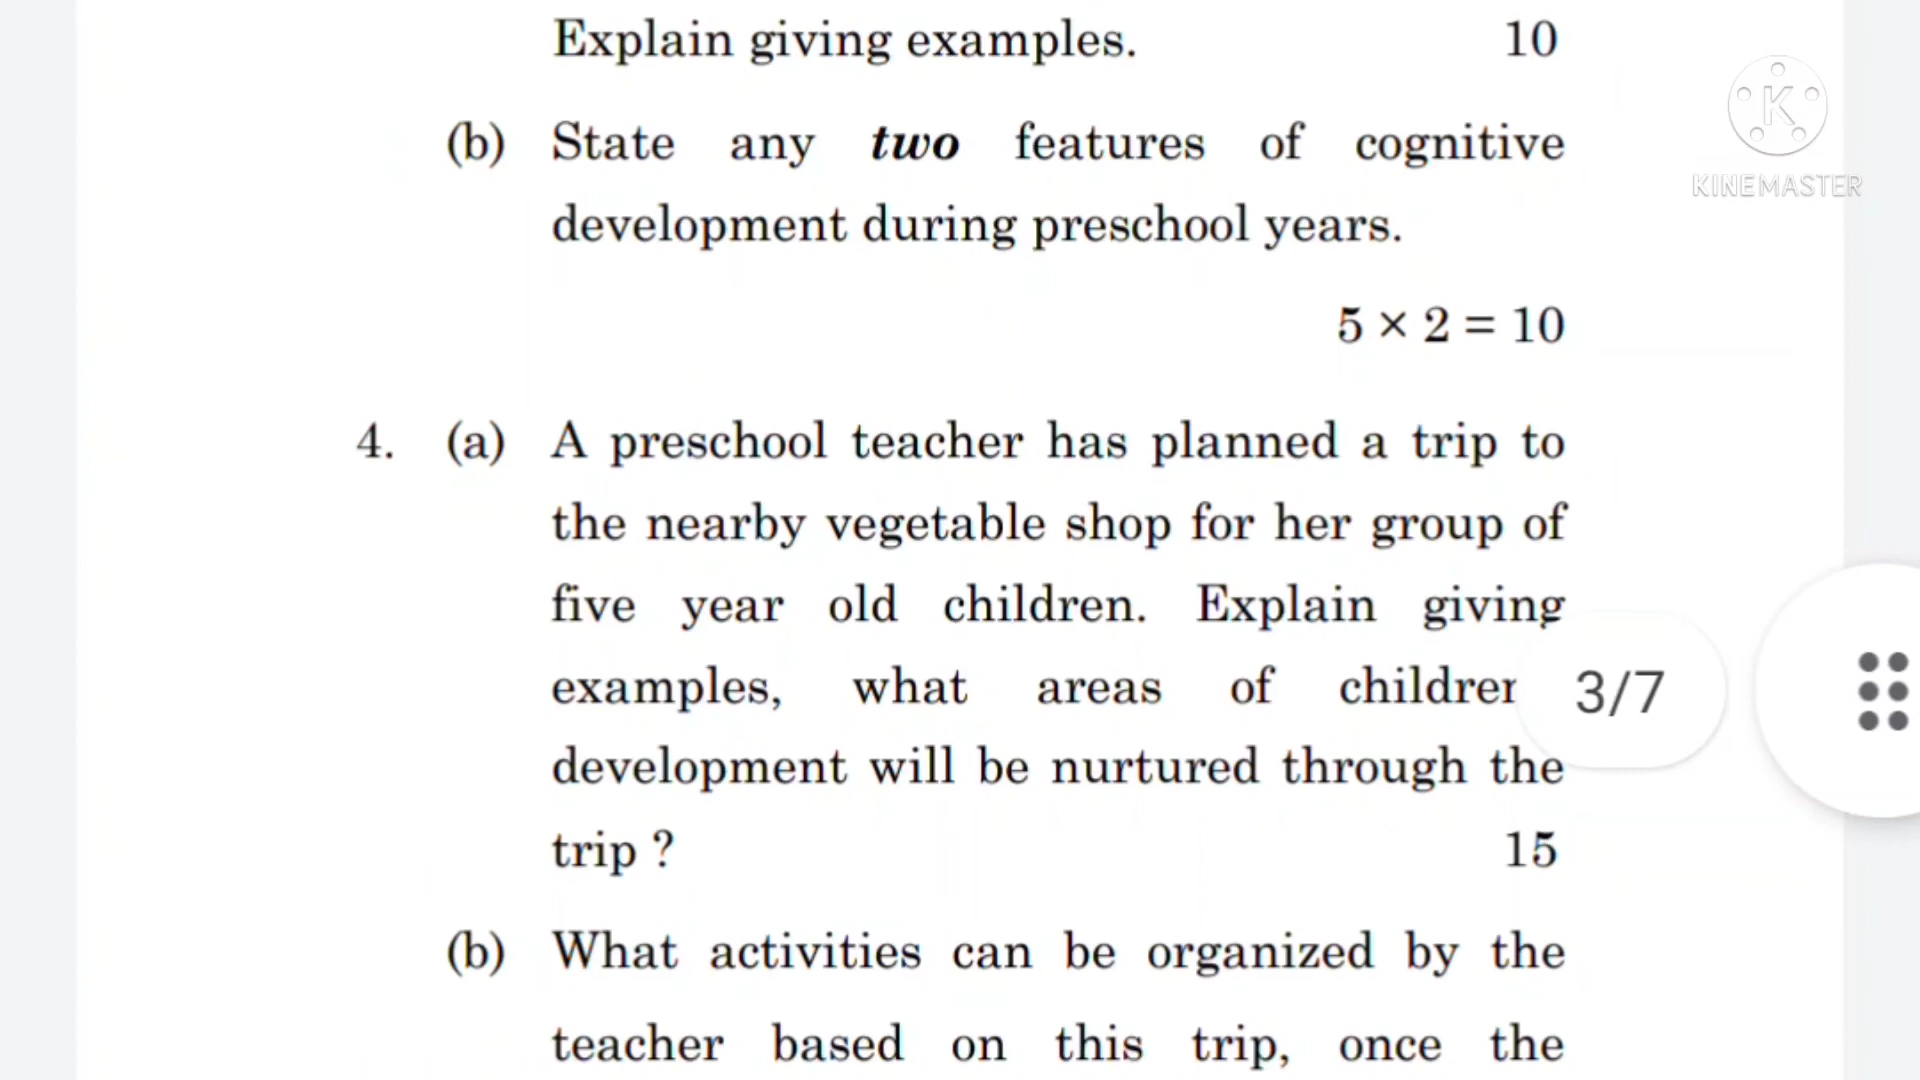 Explain giving examples. 10
(b) State any two features of cognitive
development during preschool years.
5 × 2 = 10
4. (a) A preschool teacher has planned a trip to
the nearby vegetable shop for her group of
five year old children. Explain giving
examples, what areas of children
development will be nurtured through the
trip ? 15
(b) What activities can be organized by the
teacher based on this trip, once the
K
KINEMASTER
3/7